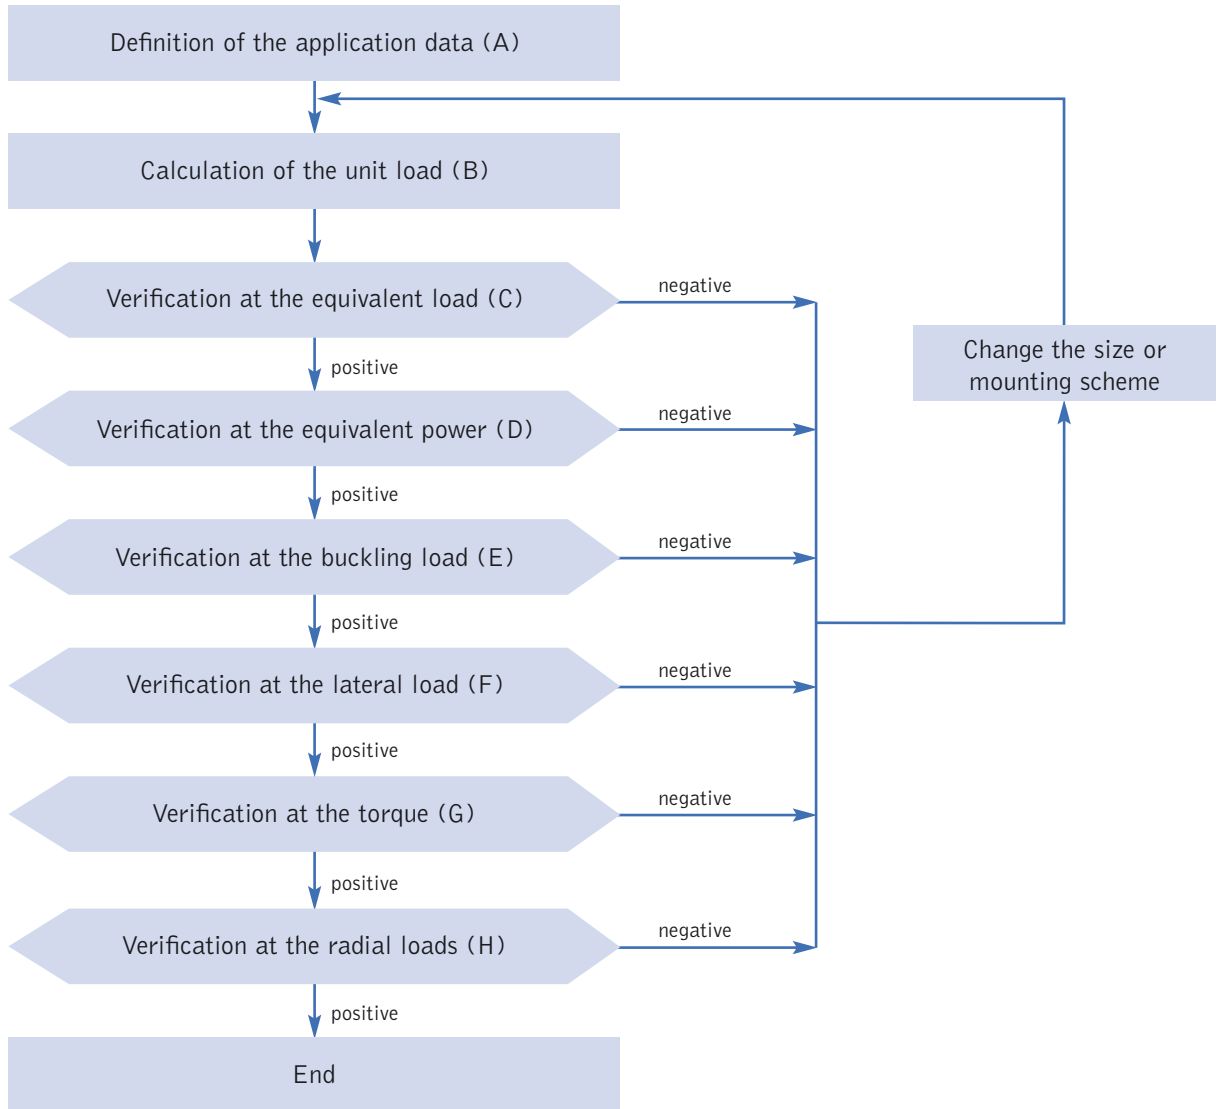 Definition of the application data (A)
Calculation of the unit load (B)
Verification at the equivalent load (C)
negative
positive
Change the size or
mounting scheme
Verification at the equivalent power (D)
negative
positive
Verification at the buckling load (E)
negative
positive
Verification at the lateral load (F)
negative
positive
Verification at the torque (G)
negative
positive
Verification at the radial loads (H)
negative
positive
End